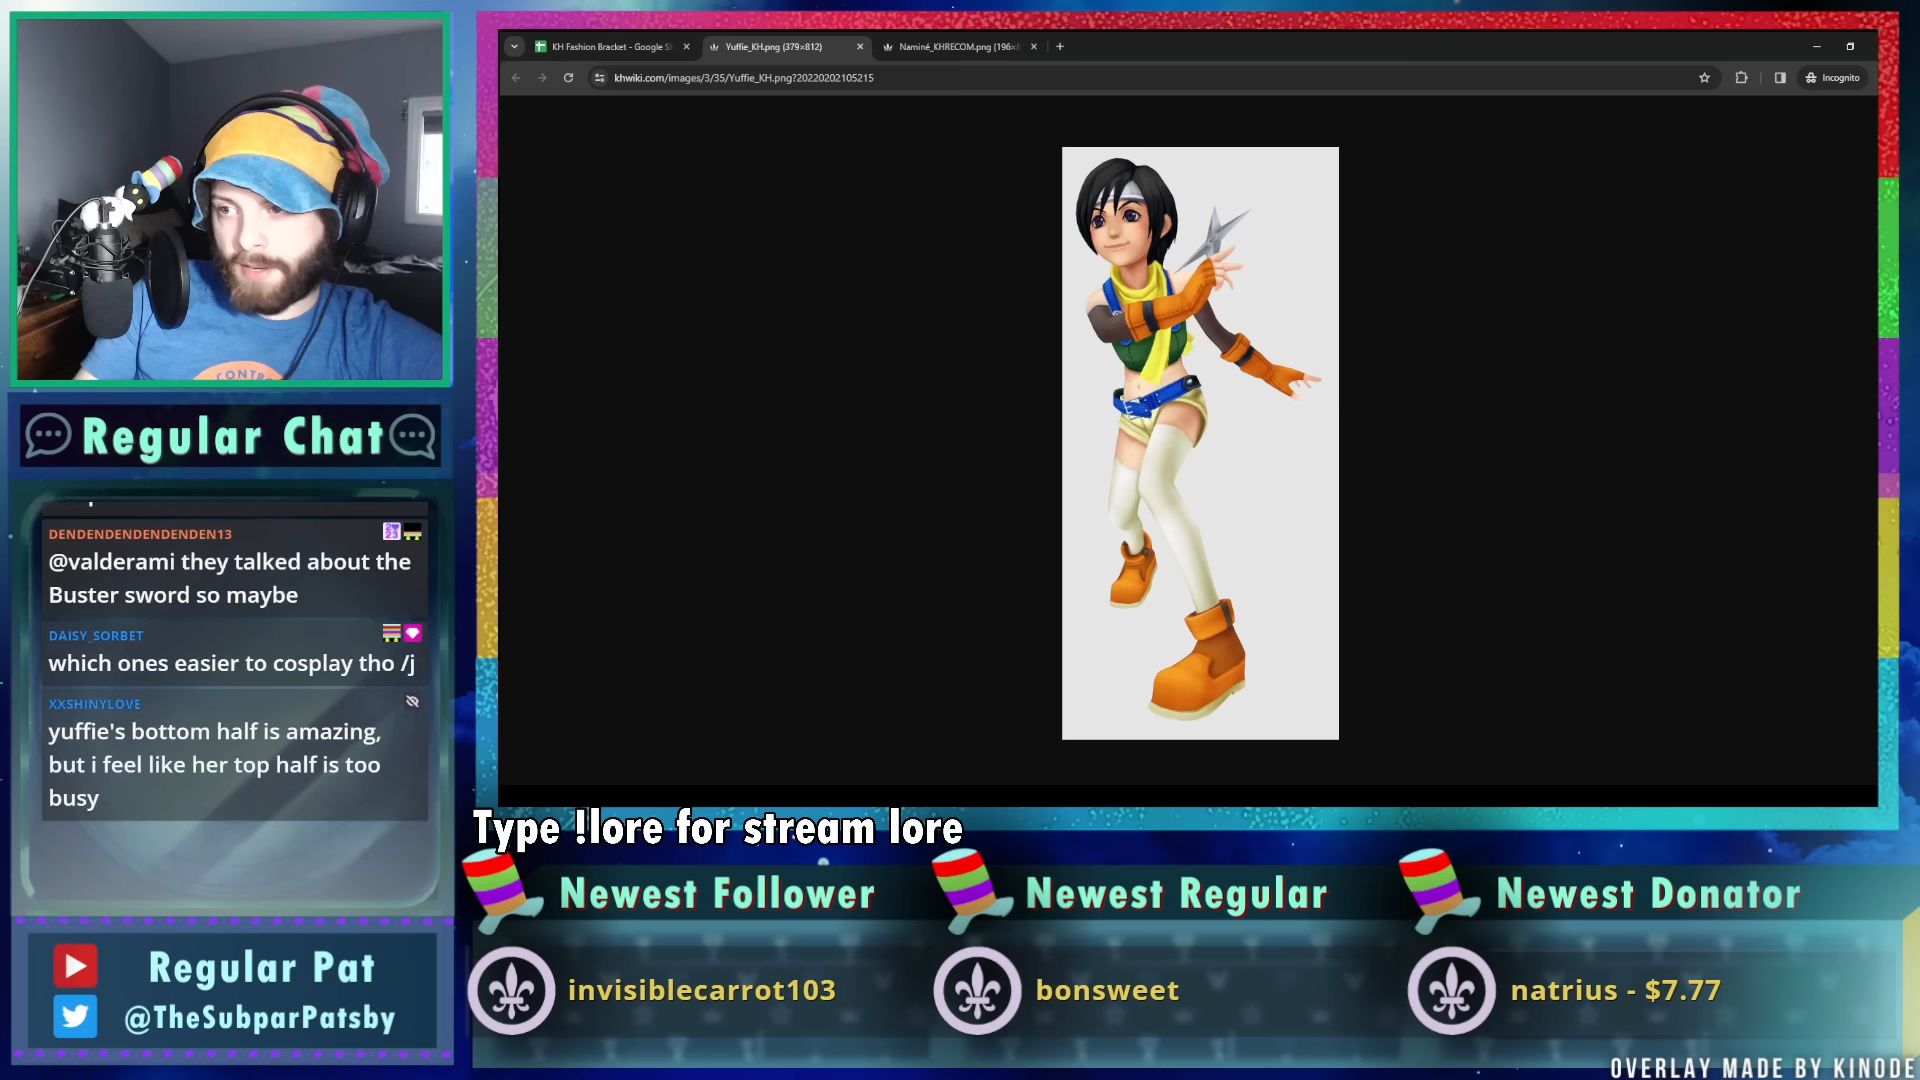 KH Fashion Bracket - Google Sh
Yuffie_KH.png (379×812)
Naminé_KHRECOM.png (196×
khwiki.com/images/3/35/Yuffie_KH.png?20220202105215
Incognito
CONTR
Regular Chat
DENDENDENDENDENDEN13
@valderami they talked about the
Buster sword so maybe
DAISY_SORBET
which ones easier to cosplay tho /j
XXSHINYLOVE
yuffie's bottom half is amazing,
but i feel like her top half is too
busy
Type !lore for stream lore
Newest Follower
Newest Regular
Newest Donator
invisiblecarrot103
bonsweet
natrius - $7.77
Regular Pat
@TheSubparPatsby
OVERLAY MADE BY KINODE